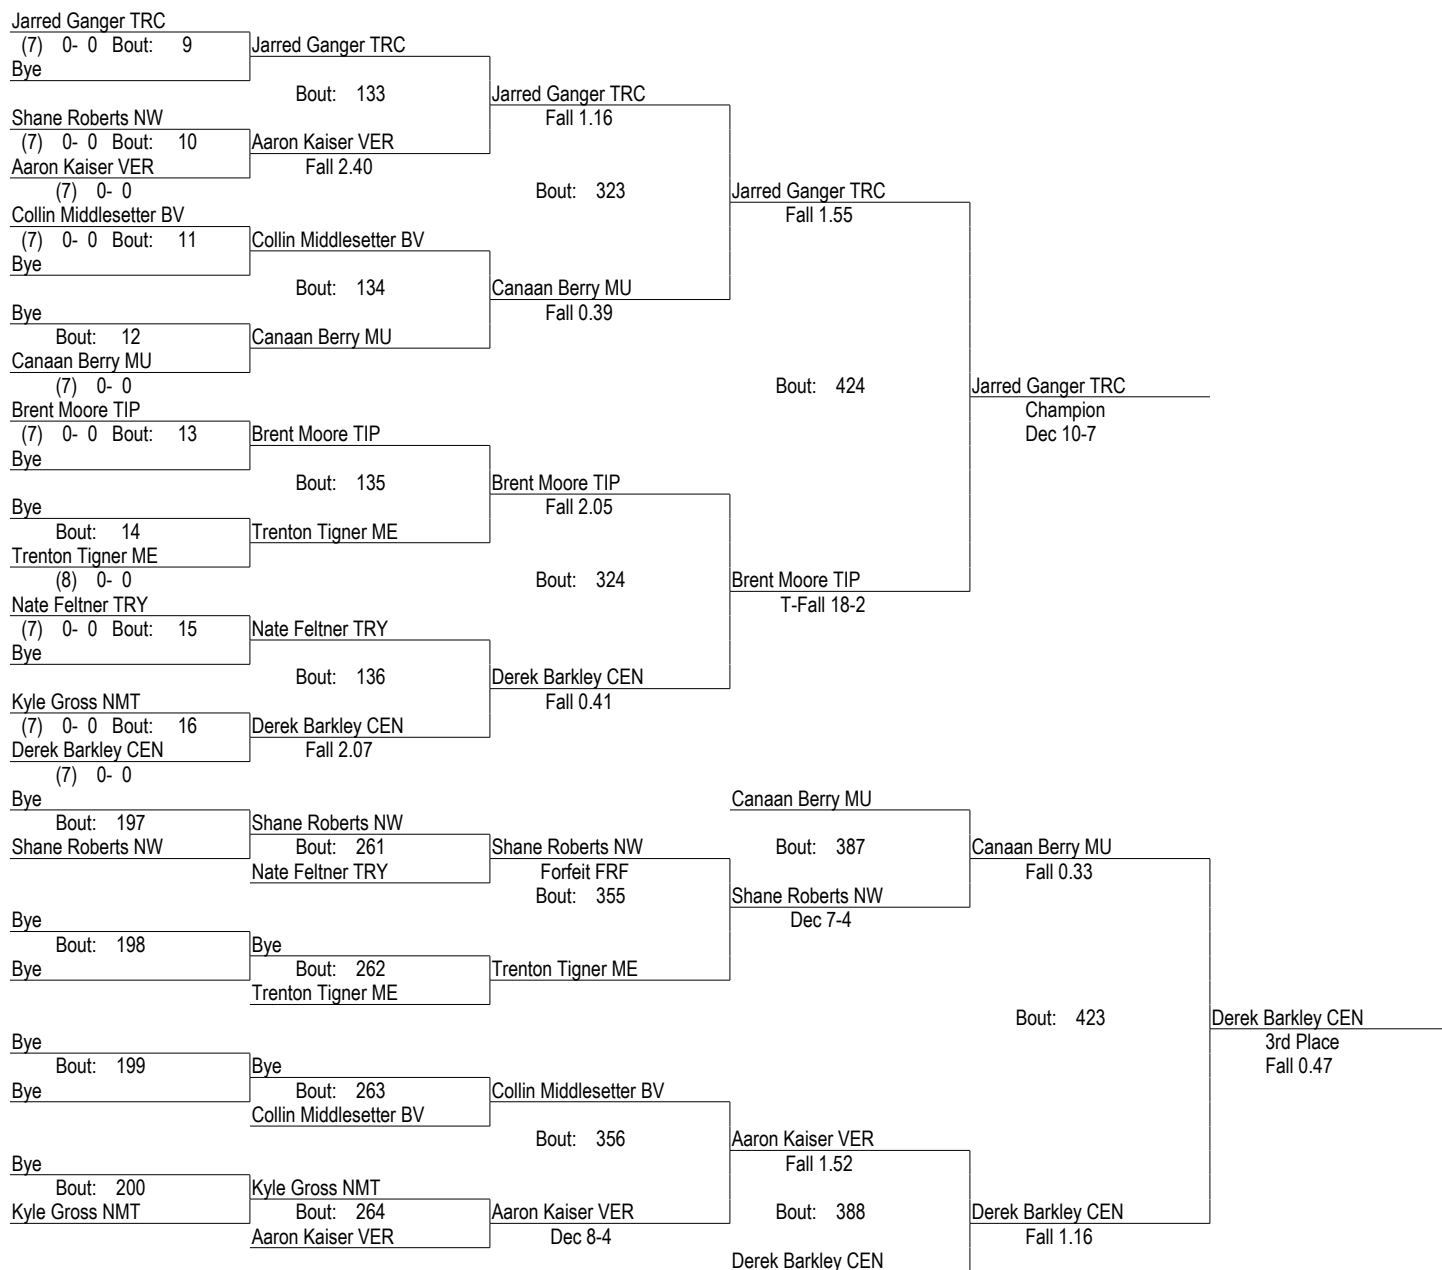 Jarred Ganger TRC
(7) 0- 0 Bout: 9 Jarred Ganger TRC
Bye
Bout: 133 Jarred Ganger TRC
Shane Roberts NW Fall 1.16
(7) 0- 0 Bout: 10 Aaron Kaiser VER
Aaron Kaiser VER Fall 2.40
(7) 0- 0 Bout: 323 Jarred Ganger TRC
Collin Middlesetter BV Fall 1.55
(7) 0- 0 Bout: 11 Collin Middlesetter BV
Bye
Bout: 134 Canaan Berry MU
Bye Fall 0.39
Bout: 12 Canaan Berry MU
Canaan Berry MU
(7) 0- 0 Bout: 424 Jarred Ganger TRC
Brent Moore TIP Champion
(7) 0- 0 Bout: 13 Brent Moore TIP Dec 10-7
Bye
Bout: 135 Brent Moore TIP
Bye Fall 2.05
Bout: 14 Trenton Tigner ME
Trenton Tigner ME
(8) 0- 0 Bout: 324 Brent Moore TIP
Nate Feltner TRY T-Fall 18-2
(7) 0- 0 Bout: 15 Nate Feltner TRY
Bye
Bout: 136 Derek Barkley CEN
Kyle Gross NMT Fall 0.41
(7) 0- 0 Bout: 16 Derek Barkley CEN
Derek Barkley CEN Fall 2.07
(7) 0- 0
Bye Canaan Berry MU
Bout: 197 Shane Roberts NW
Shane Roberts NW Bout: 261 Shane Roberts NW Bout: 387 Canaan Berry MU
Nate Feltner TRY Forfeit FRF Fall 0.33
Bout: 355 Shane Roberts NW
Bye Dec 7-4
Bout: 198 Bye
Bye Bout: 262 Trenton Tigner ME
Trenton Tigner ME
Bout: 423 Derek Barkley CEN
Bye 3rd Place
Bout: 199 Bye Fall 0.47
Bye Bout: 263 Collin Middlesetter BV
Collin Middlesetter BV
Bout: 356 Aaron Kaiser VER
Bye Fall 1.52
Bout: 200 Kyle Gross NMT
Kyle Gross NMT Bout: 264 Aaron Kaiser VER Bout: 388 Derek Barkley CEN
Aaron Kaiser VER Dec 8-4 Fall 1.16
Derek Barkley CEN